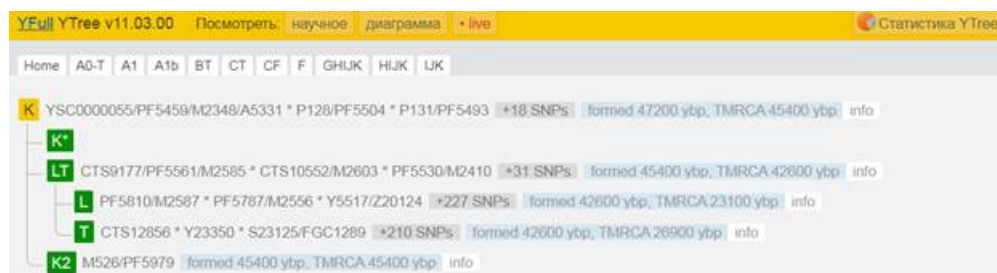 YFull YTree v11.03.00 Посмотреть: научное диаграмма • live Статистика YTree
Home A0-T A1 A1b BT CT CF F GHIJK HIJK IJK
K YSC0000055/PF5459/M2348/A5331 * P128/PF5504 * P131/PF5493 +18 SNPs formed 47200 ybp, TMRCA 45400 ybp info
K*
LT CTS9177/PF5561/M2585 * CTS10552/M2603 * PF5530/M2410 +31 SNPs formed 45400 ybp, TMRCA 42600 ybp info
L PF5810/M2587 * PF5787/M2556 * Y5517/Z20124 +227 SNPs formed 42600 ybp, TMRCA 23100 ybp info
T CTS12856 * Y23350 * S23125/FGC1289 +210 SNPs formed 42600 ybp, TMRCA 26900 ybp info
K2 M526/PF5979 formed 45400 ybp, TMRCA 45400 ybp info